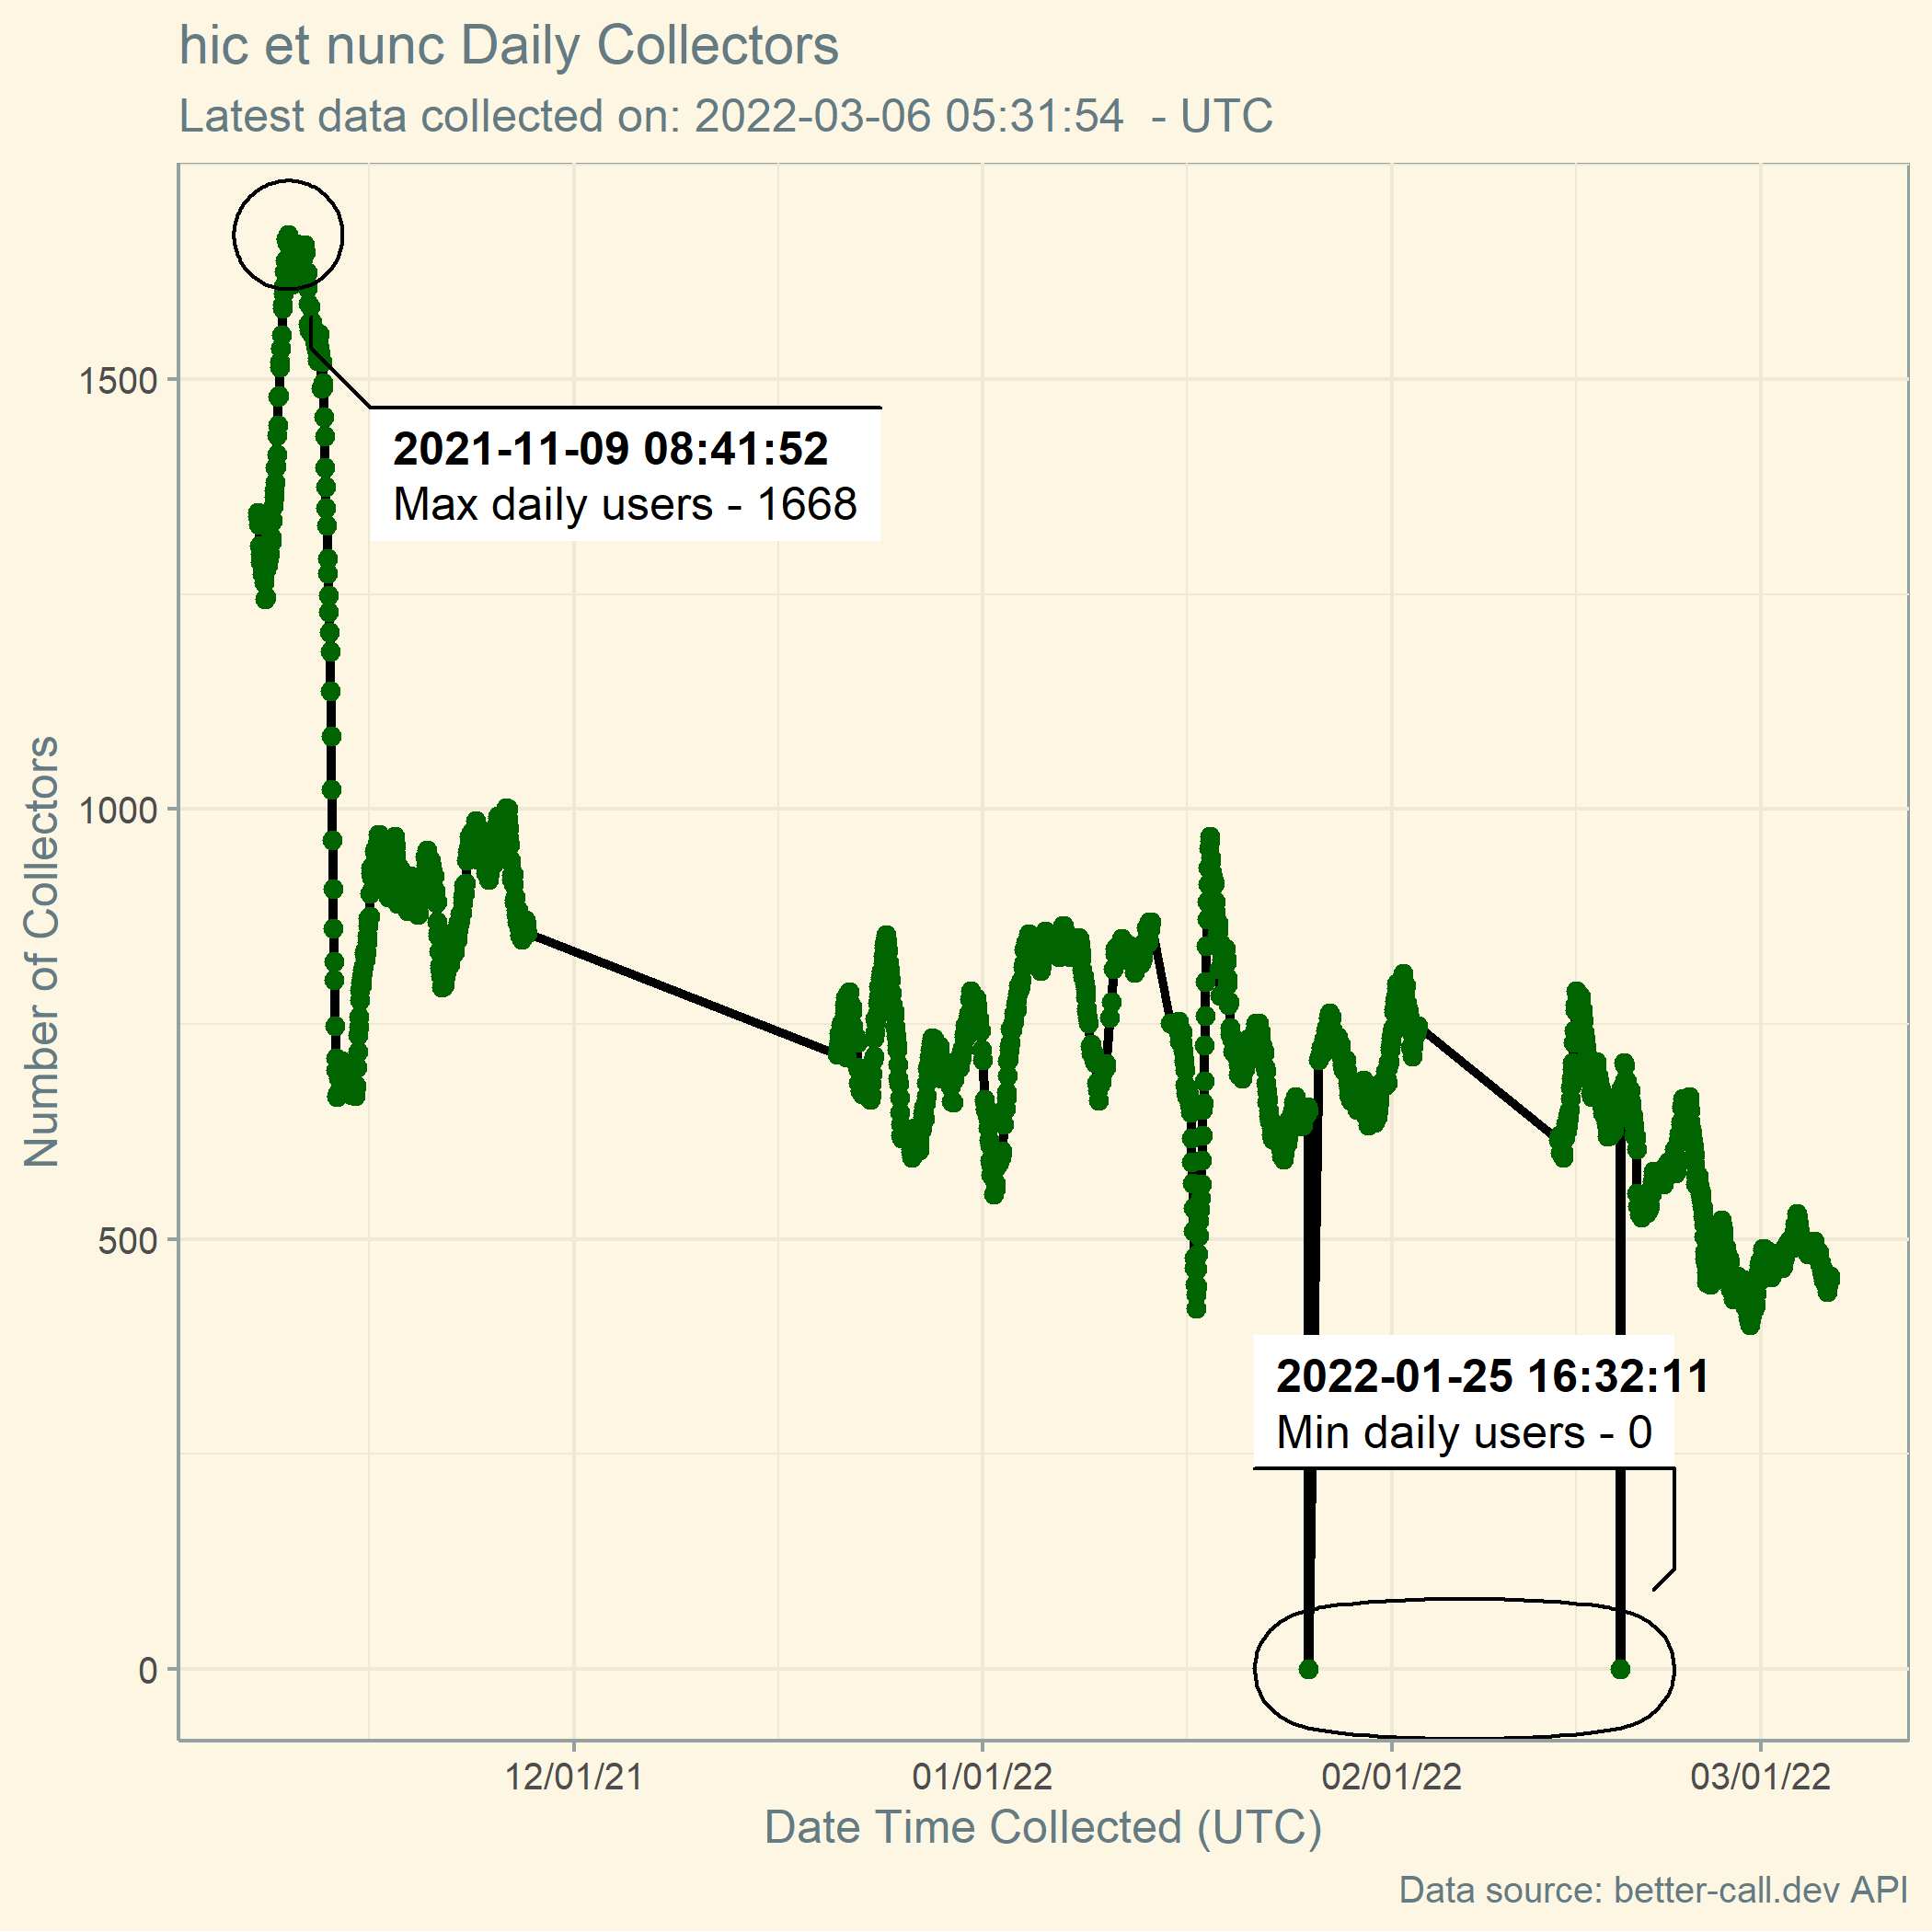 hic et nunc Daily Collectors
Latest data collected on: 2022-03-06 05:31:54  - UTC
Number of Collectors
1500
1000
500
0
2021-11-09 08:41:52
Max daily users - 1668
2022-01-25 16:32:11
Min daily users - 0
12/01/21
01/01/22
02/01/22
03/01/22
Date Time Collected (UTC)
Data source: better-call.dev API